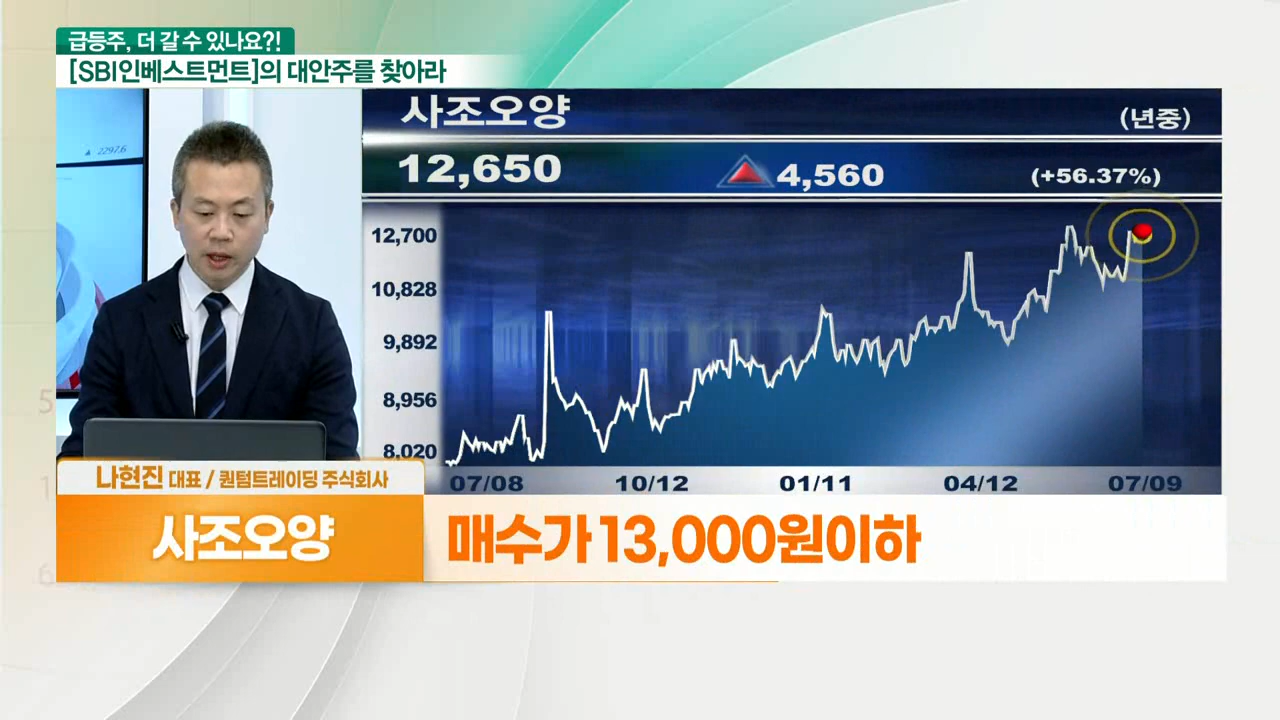 급등주, 더 갈 수 있나요?!
[SBI인베스트먼트]의 대안주를 찾아라
▲ 2297.6
사조오양
(년중)
12,650
▲ 4,560
(+56.37%)
12,700
10,828
9,892
8,956
8,020
07/08 10/12 01/11 04/12 07/09
나현진 대표 / 퀀텀트레이딩 주식회사
사조오양
매수가 13,000원이하